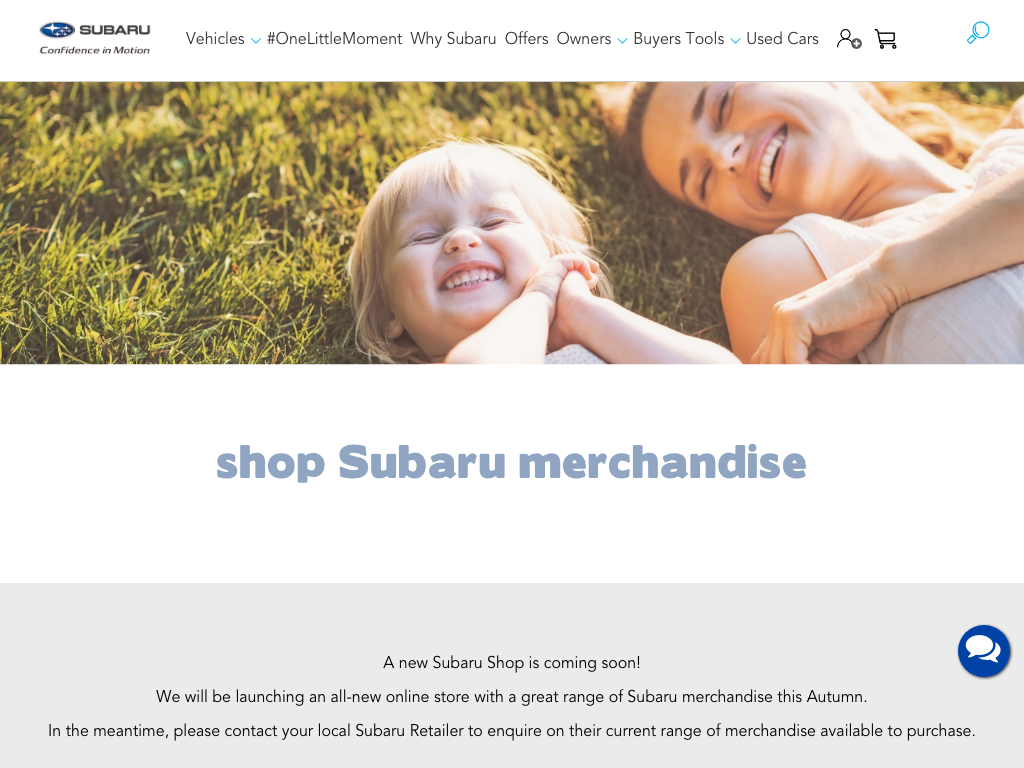 SUBARU
Confidence in Motion
Vehicles #OneLittleMoment Why Subaru Offers Owners Buyers Tools Used Cars
shop Subaru merchandise
A new Subaru Shop is coming soon!
We will be launching an all-new online store with a great range of Subaru merchandise this Autumn.
In the meantime, please contact your local Subaru Retailer to enquire on their current range of merchandise available to purchase.